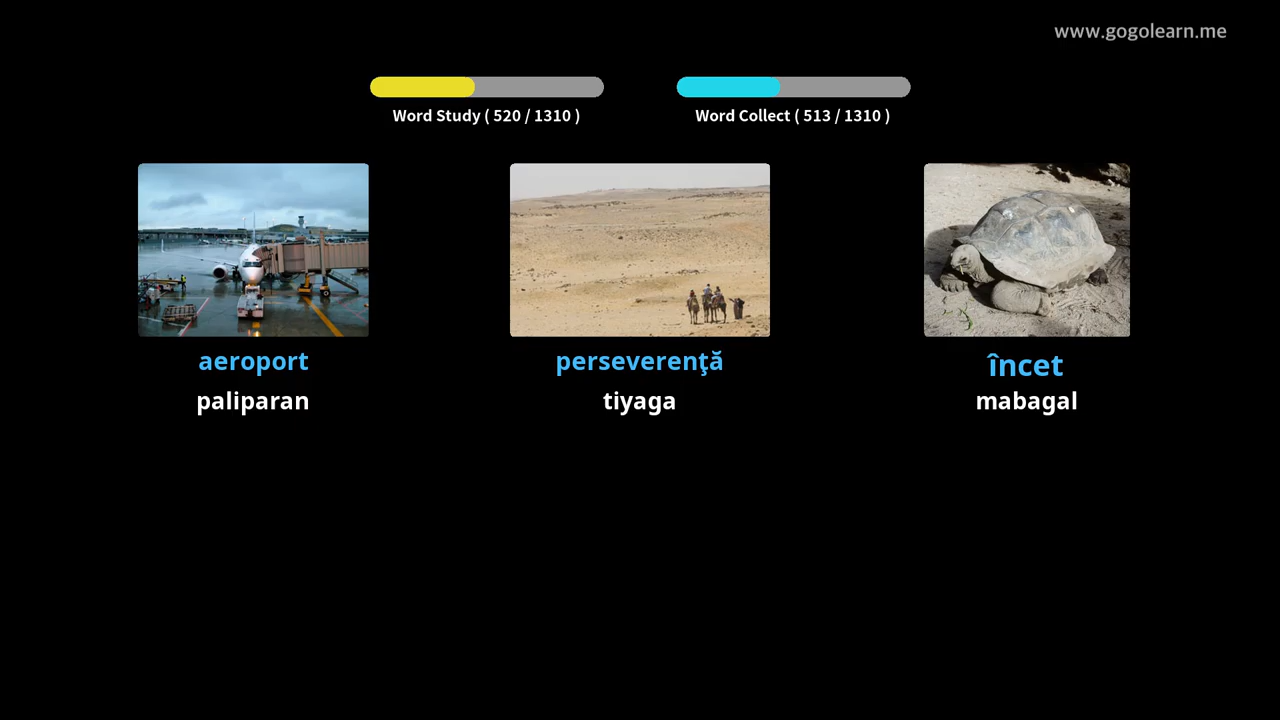 www.gogolearn.me
Word Study ( 520 / 1310 )
Word Collect ( 513 / 1310 )
aeroport
perseverenţă
încet
paliparan
tiyaga
mabagal